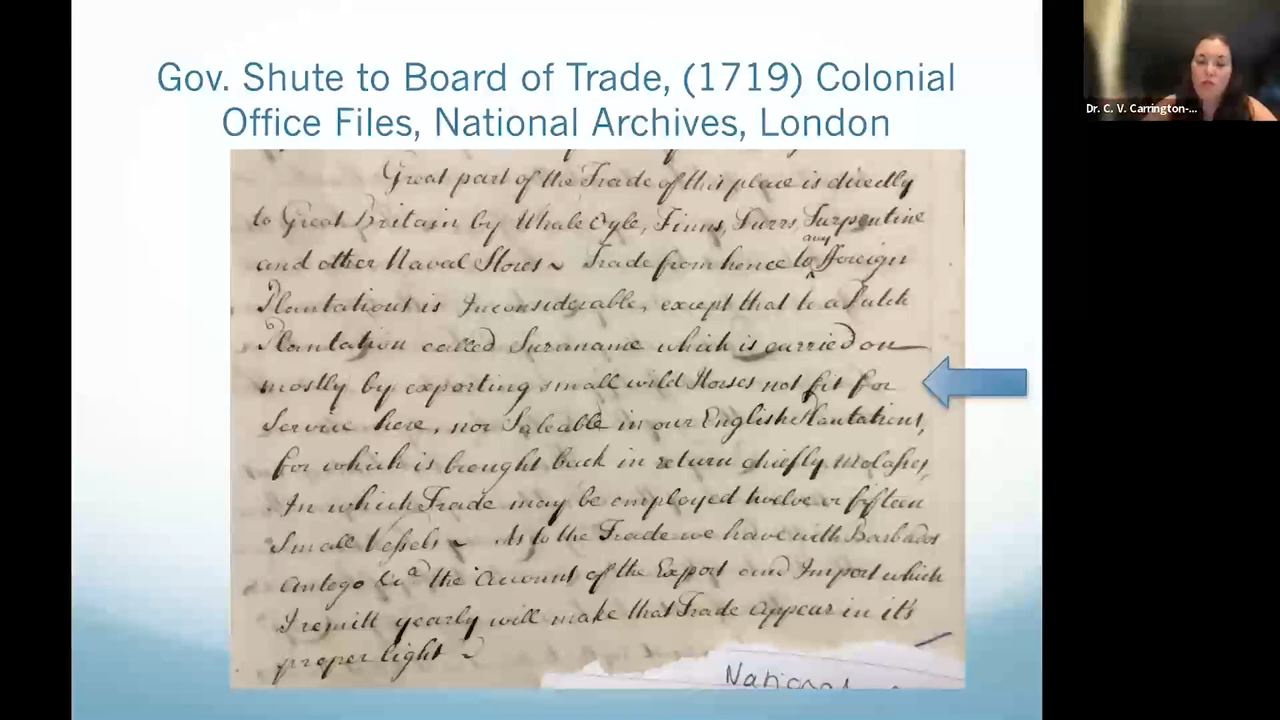 Gov. Shute to Board of Trade, (1719) Colonial
Office Files, National Archives, London
Dr. C. V. Carrington-...
Great part of the Trade of this place is directly
to Great Britain by Whale Oyle, Finns, Furrs, Turpentine
any
and other Naval Stores ~ Trade from hence to ^ fforeign
Plantations is Inconsiderable, except that to a Dutch
Plantation called Suraname which is carried on
mostly by exporting small wild Horses not fit for
Service here, nor Saleable in our English Plantations,
for which is brought back in return chiefly Molasses,
In which Trade may be employed twelve or fifteen
Small Vessels ~ As to the Trade we have with Barbados
Antego &ca the Account of the Export and Import which
I remitt yearly will make that Trade appear in it's
proper light ~
National